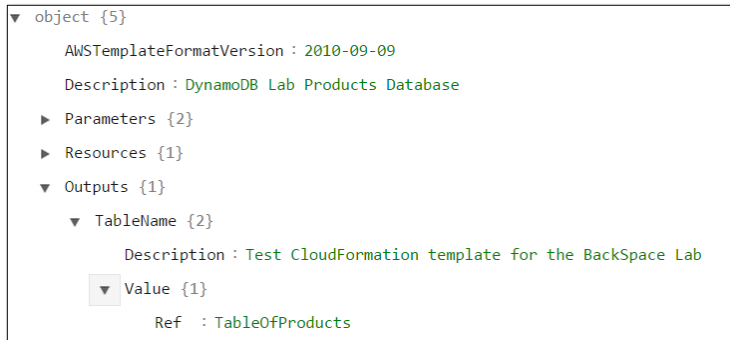 object {5}
AWSTemplateFormatVersion : 2010-09-09
Description : DynamoDB Lab Products Database
Parameters {2}
Resources {1}
Outputs {1}
TableName {2}
Description : Test CloudFormation template for the BackSpace Lab
Value {1}
Ref : TableOfProducts